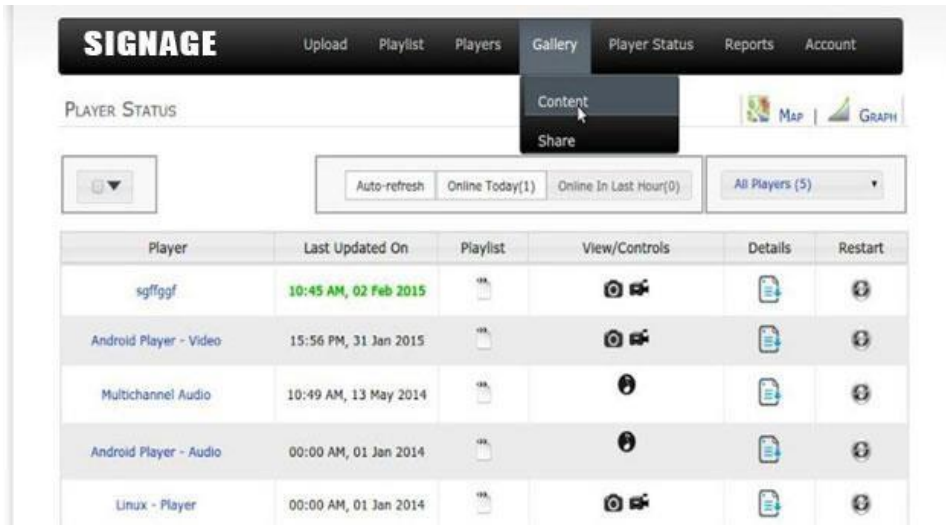 SIGNAGE Upload Playlist Players Gallery Player Status Reports Account
PLAYER STATUS
Content
Share
MAP | GRAPH
Auto-refresh Online Today(1) Online In Last Hour(0) All Players (5)
Player Last Updated On Playlist View/Controls Details Restart
sgffggf 10:45 AM, 02 Feb 2015
Android Player - Video 15:56 PM, 31 Jan 2015
Multichannel Audio 10:49 AM, 13 May 2014
Android Player - Audio 00:00 AM, 01 Jan 2014
Linux - Player 00:00 AM, 01 Jan 2014